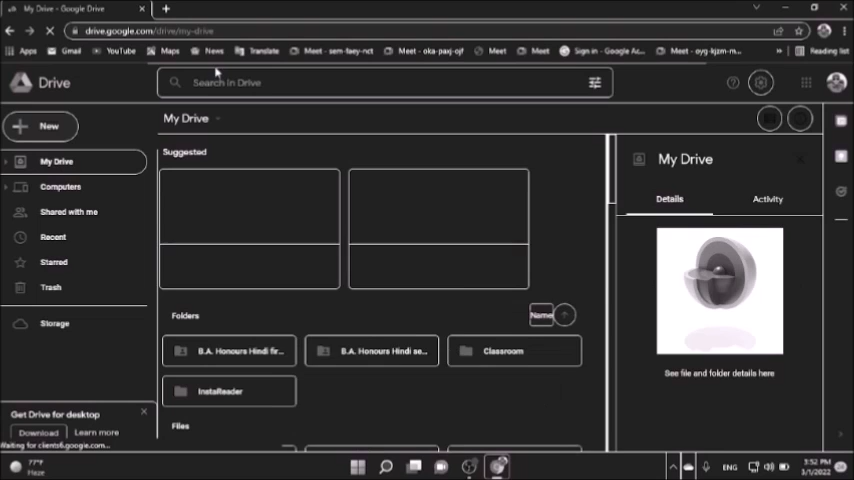 My Drive - Google Drive
drive.google.com/drive/my-drive
Apps Gmail YouTube Maps News Translate Meet - sem-faey-nct Meet - oka-paxj-ojf Meet Meet Sign in - Google Ac... Meet - oyg-kjzm-m... Reading list
Drive
Search in Drive
New
My Drive
Computers
Shared with me
Recent
Starred
Trash
Storage
Get Drive for desktop
Download Learn more
Waiting for clients6.google.com...
My Drive
Suggested
Folders Name
B.A. Honours Hindi fir... B.A. Honours Hindi se... Classroom
InstaReader
Files
My Drive
Details Activity
See file and folder details here
77°F
Haze
ENG
3:52 PM
3/1/2022